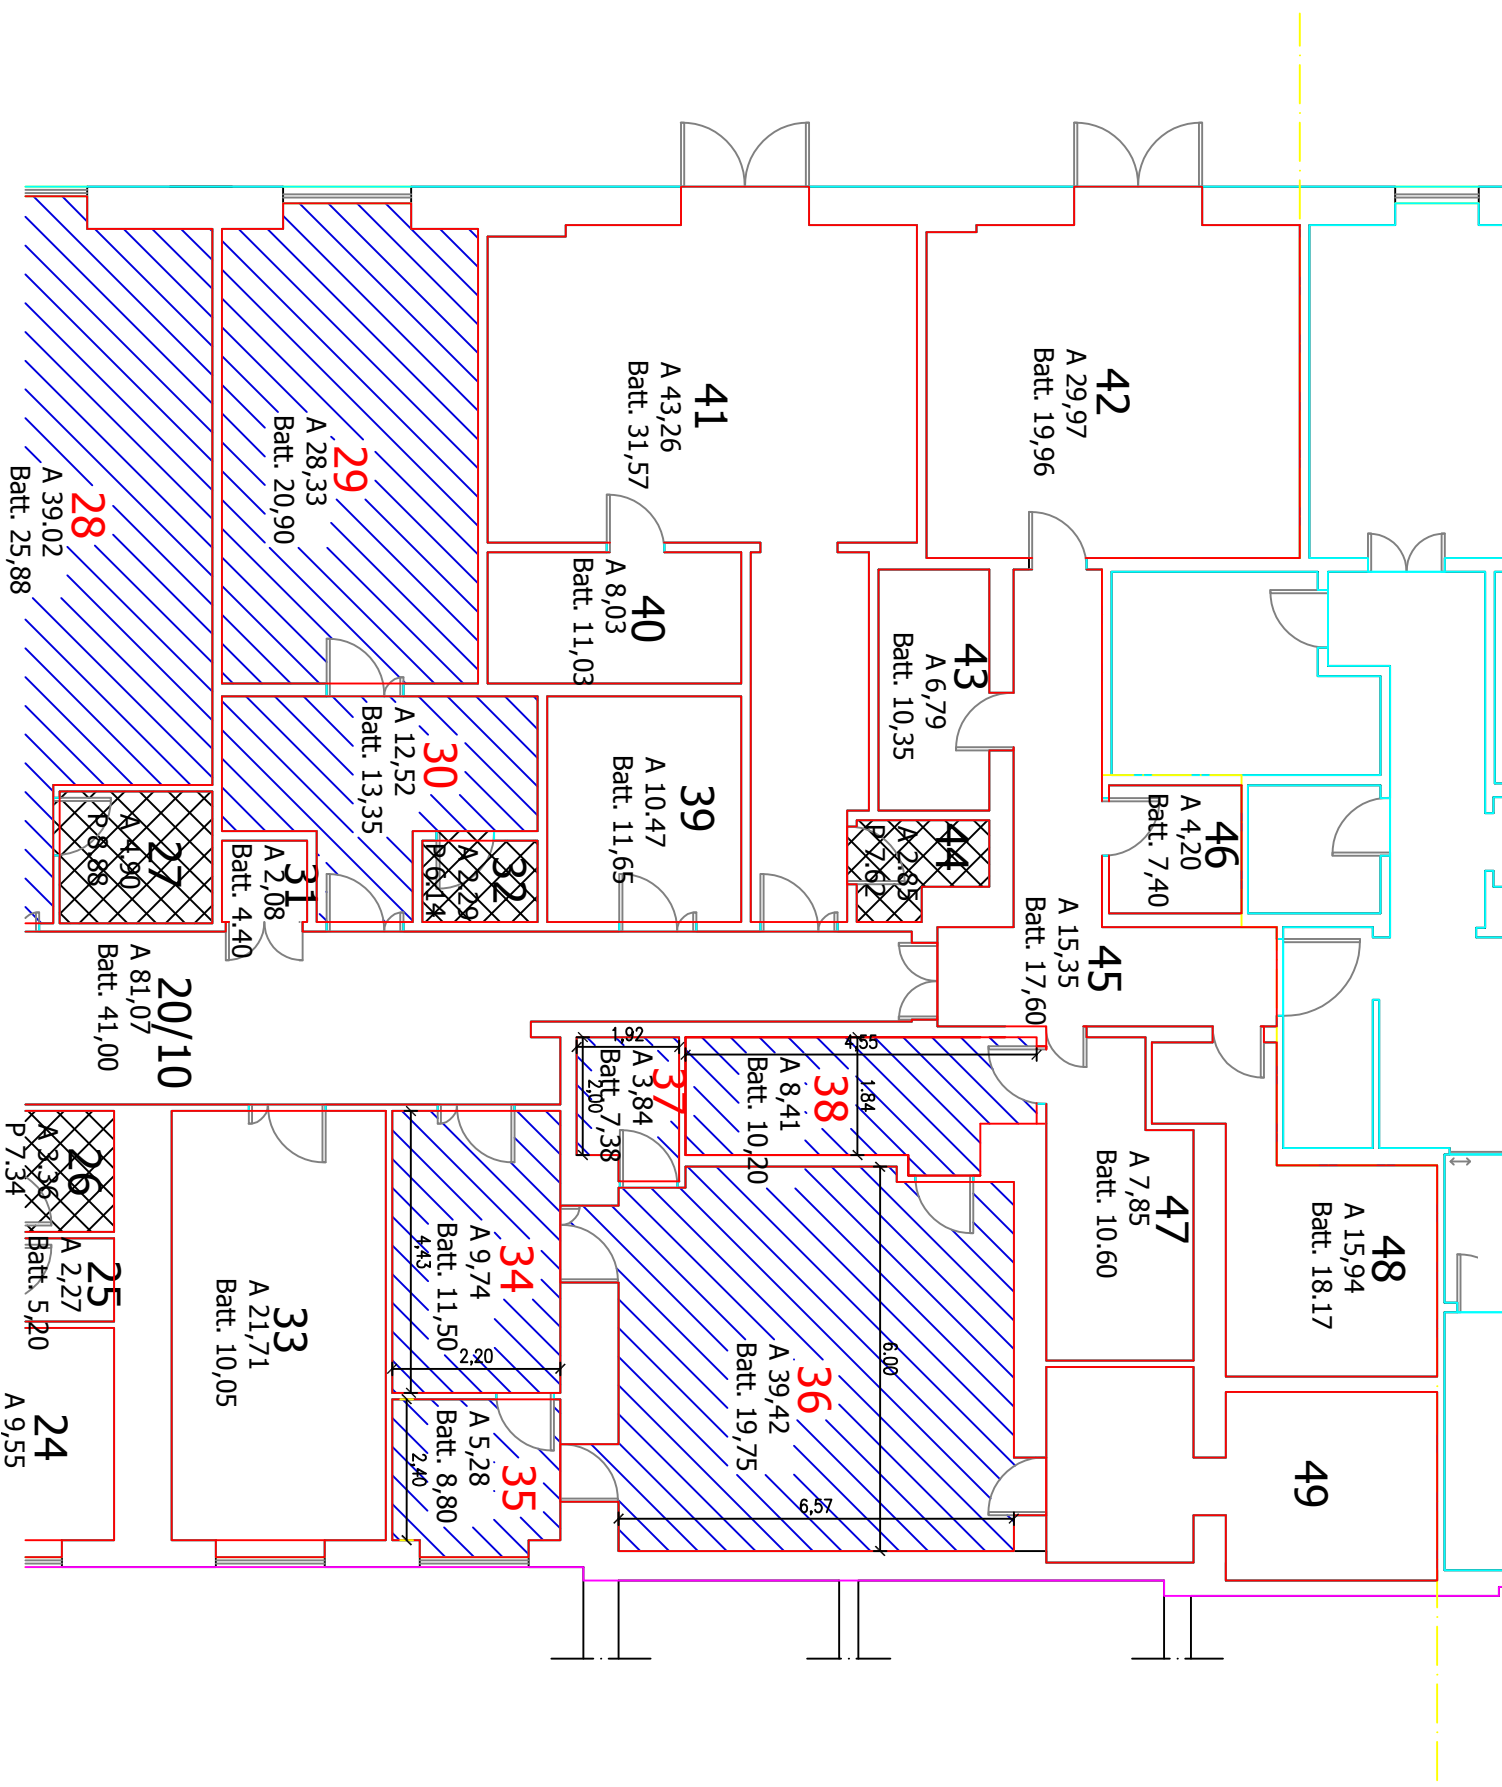 42
A 29,97
Batt. 19,96
41
A 43,26
Batt. 31,57
29
A 28,33
Batt. 20,90
28
A 39.02
Batt. 25,88
40
A 8,03
Batt. 11,03
43
A 6,79
Batt. 10,35
30
A 12,52
Batt. 13,35
39
A 10.47
Batt. 11,65
46
A 4,20
Batt. 7,40
44
A 2.85
P 7.62
32
A 2,29
P 6.14
31
A 2,08
Batt. 4.40
27
A 4,90
P 8.88
45
A 15,35
Batt. 17,60
20/10
A 81,07
Batt. 41,00
38
A 8,41
Batt. 10,20
4,55
1.84
37
A 3,84
Batt. 7,38
1,92
2,00
47
A 7,85
Batt. 10.60
48
A 15,94
Batt. 18.17
26
A 3,36
P 7.34
25
A 2,27
Batt. 5,20
33
A 21,71
Batt. 10,05
34
A 9,74
Batt. 11,50
4,43
2,20
36
A 39,42
Batt. 19,75
6.00
6,57
35
A 5,28
Batt. 8,80
2,40
24
A 9,55
49